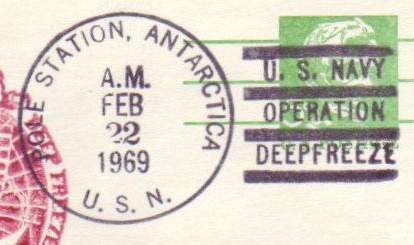 POLE STATION, ANTARCTICA
A.M.
FEB
22
1969
U. S. N.
U. S. NAVY
OPERATION
DEEPFREEZE